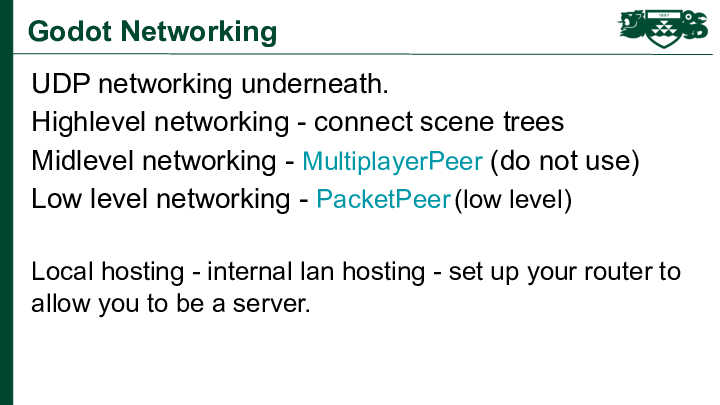 Godot Networking
1957
UDP networking underneath.
Highlevel networking - connect scene trees
Midlevel networking - MultiplayerPeer (do not use)
Low level networking - PacketPeer (low level)
Local hosting - internal lan hosting - set up your router to
allow you to be a server.